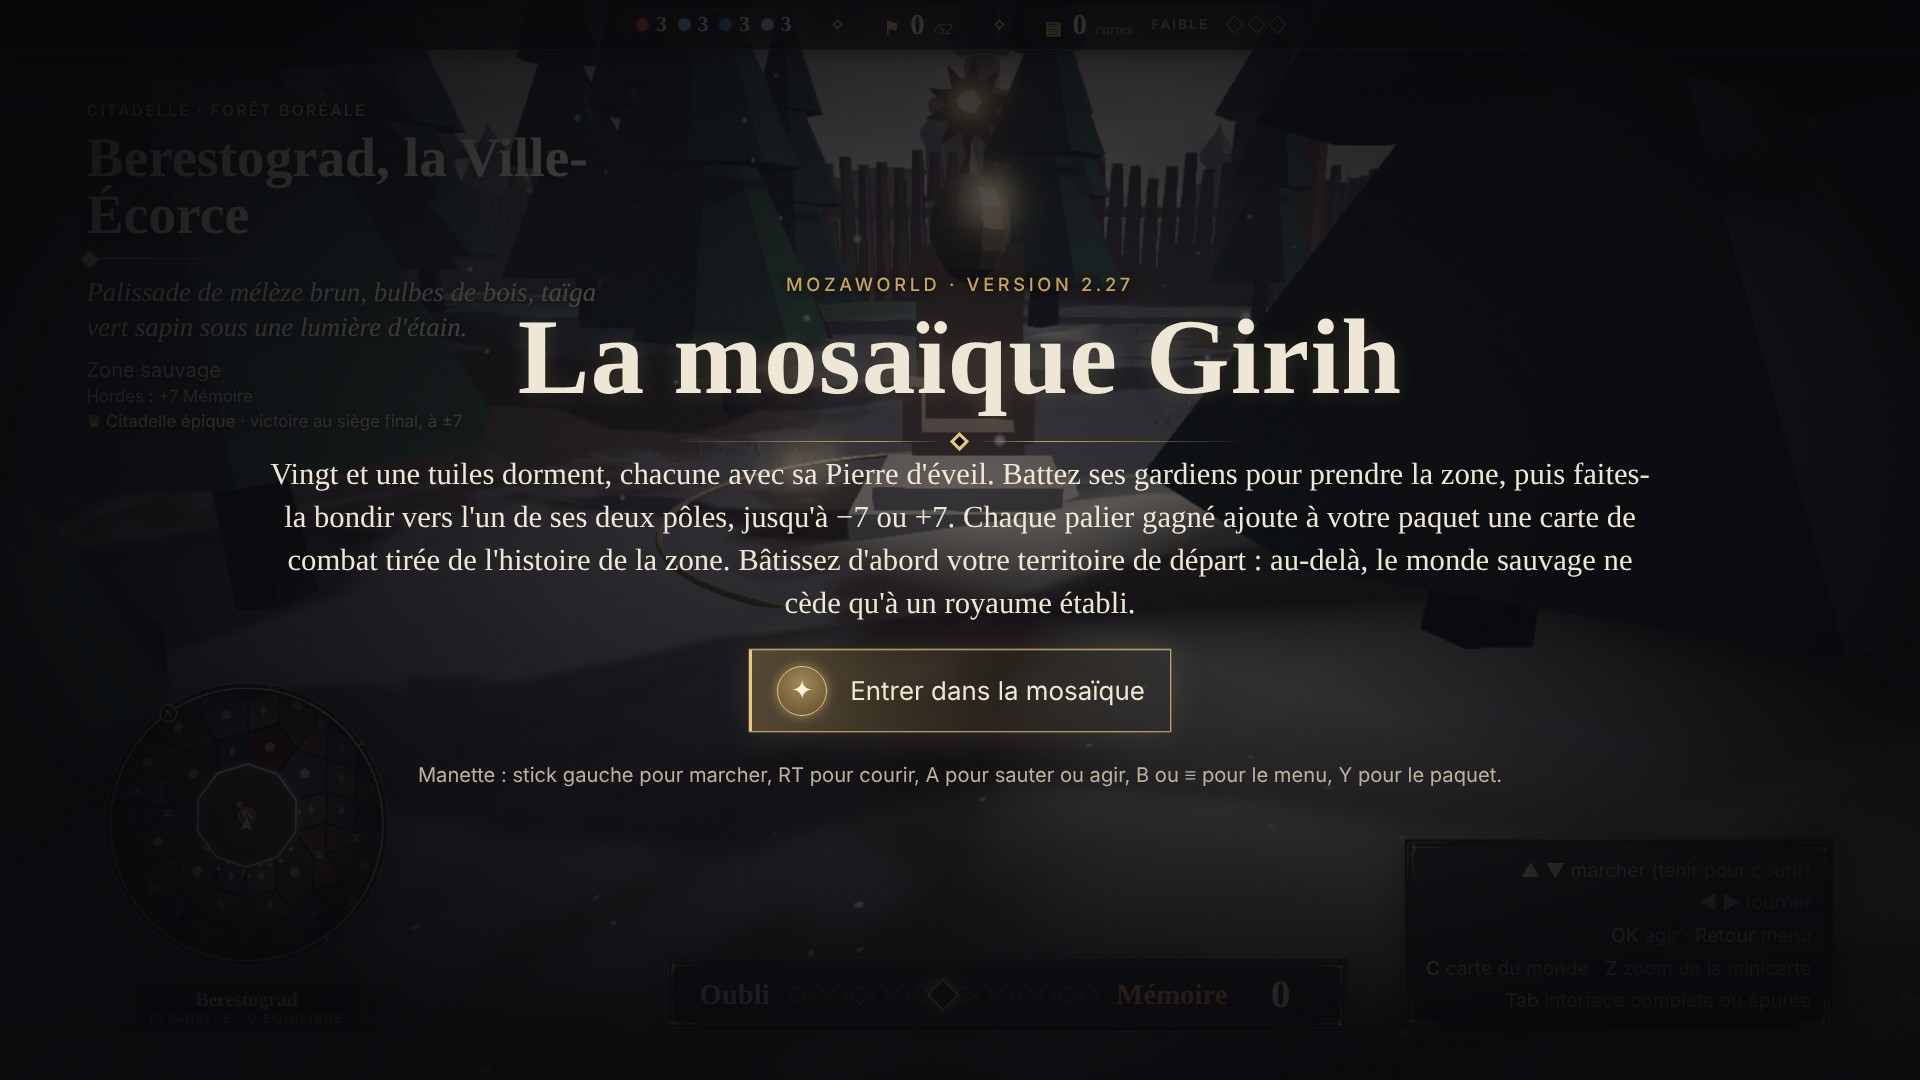 3 3 3 3 0 /52 0 cartes FAIBLE
CITADELLE · FORÊT BORÉALE
Berestograd, la Ville-
Écorce
Palissade de mélèze brun, bulbes de bois, taïga
vert sapin sous une lumière d'étain.
Zone sauvage
Hordes : +7 Mémoire
♛ Citadelle épique · victoire au siège final, à ±7
MOZAWORLD · VERSION 2.27
La mosaïque Girih
Vingt et une tuiles dorment, chacune avec sa Pierre d'éveil. Battez ses gardiens pour prendre la zone, puis faites-
la bondir vers l'un de ses deux pôles, jusqu'à −7 ou +7. Chaque palier gagné ajoute à votre paquet une carte de
combat tirée de l'histoire de la zone. Bâtissez d'abord votre territoire de départ : au-delà, le monde sauvage ne
cède qu'à un royaume établi.
✦ Entrer dans la mosaïque
Manette : stick gauche pour marcher, RT pour courir, A pour sauter ou agir, B ou ≡ pour le menu, Y pour le paquet.
N
Berestograd
CITADELLE · 0 ÉQUILIBRE
Oubli Mémoire 0
▲ ▼ marcher (tenir pour courir)
◀ ▶ tourner
OK agir · Retour menu
C carte du monde · Z zoom de la minicarte
Tab interface complète ou épurée